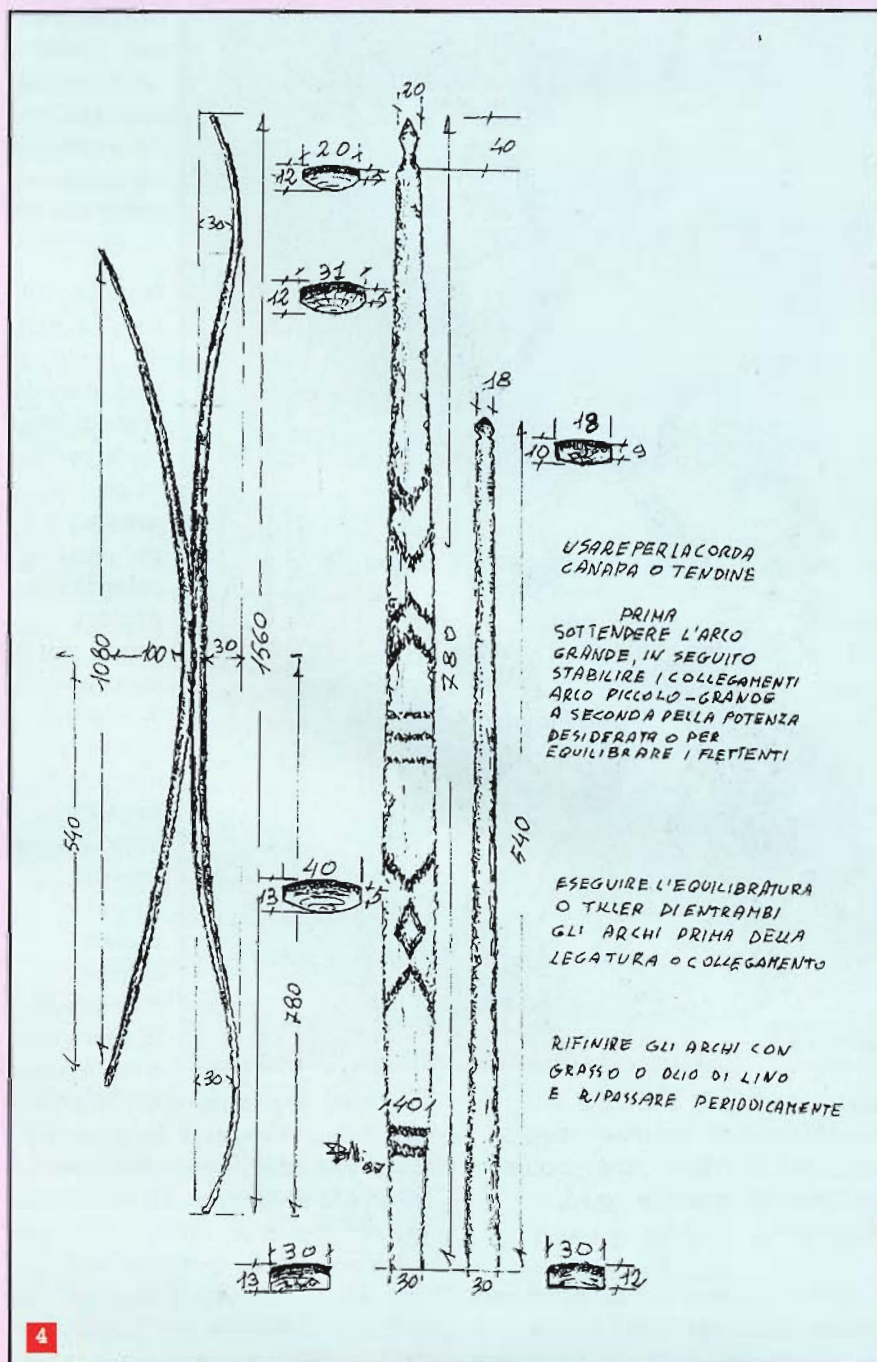 20
40
12
20
5
30
31
12
5
18
18
10
9
USARE PER LA CORDA
CANAPA O TENDINE
PRIMA
SOTTENDERE L'ARCO
GRANDE, IN SEGUITO
STABILIRE I COLLEGAMENTI
ARCO PICCOLO-GRANDE
A SECONDA DELLA POTENZA
DESIDERATA O PER
EQUILIBRARE I FLETTENTI
1080
100
30
1560
780
540
540
40
13
5
780
ESEGUIRE L'EQUILIBRATURA
O TILLER DI ENTRAMBI
GLI ARCHI PRIMA DELLA
LEGATURA O COLLEGAMENTO
RIFINIRE GLI ARCHI CON
GRASSO O OLIO DI LINO
E RIPASSARE PERIODICAMENTE
30
40
97
30
13
30
30
30
12
4